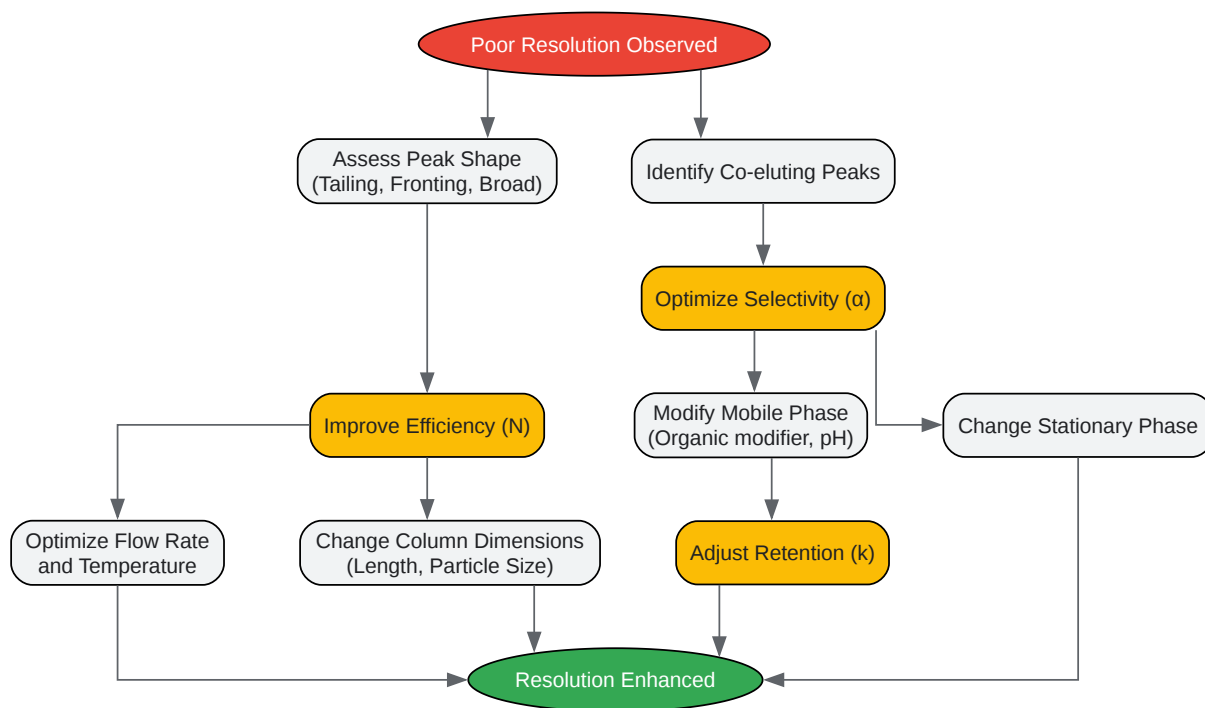 Poor Resolution Observed
Assess Peak Shape
(Tailing, Fronting, Broad)
Identify Co-eluting Peaks
Optimize Selectivity (α)
Improve Efficiency (N)
Modify Mobile Phase
(Organic modifier, pH)
Change Stationary Phase
Optimize Flow Rate
and Temperature
Change Column Dimensions
(Length, Particle Size)
Adjust Retention (k)
Resolution Enhanced